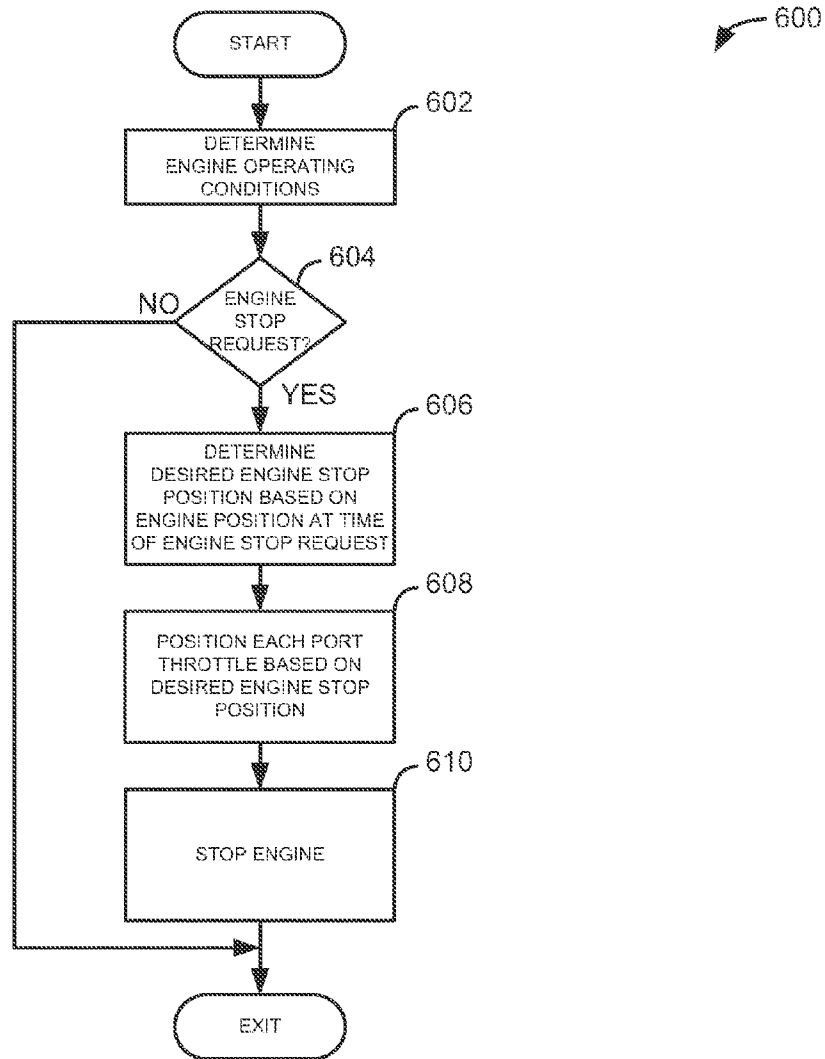 600
START
602
DETERMINE
ENGINE OPERATING
CONDITIONS
604
NO
ENGINE
STOP
REQUEST?
YES
606
DETERMINE
DESIRED ENGINE STOP
POSITION BASED ON
ENGINE POSITION AT TIME
OF ENGINE STOP REQUEST
608
POSITION EACH PORT
THROTTLE BASED ON
DESIRED ENGINE STOP
POSITION
610
STOP ENGINE
EXIT